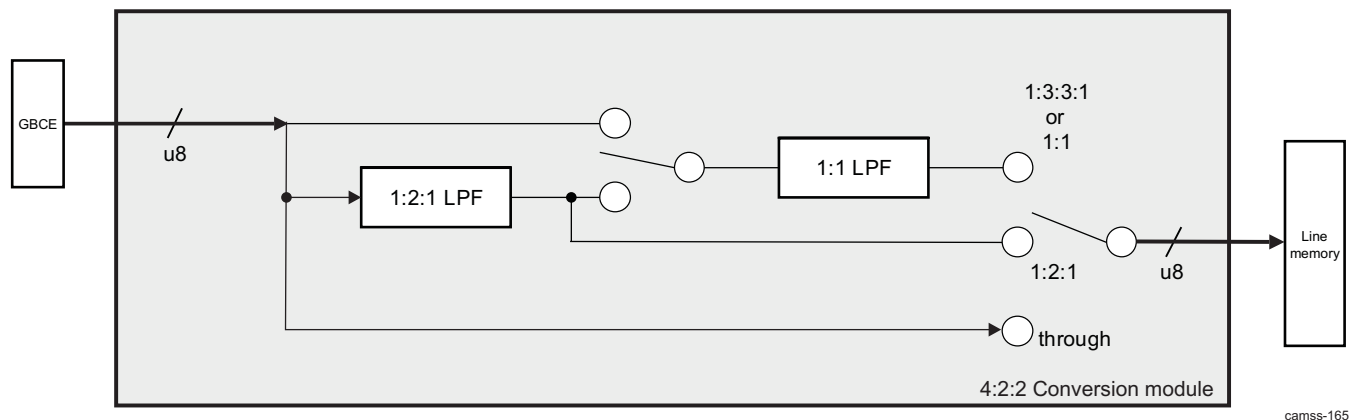 GBCE
u8
1:2:1 LPF
1:1 LPF
1:3:3:1
or
1:1
1:2:1
through
u8
Line
memory
4:2:2 Conversion module
camss-165